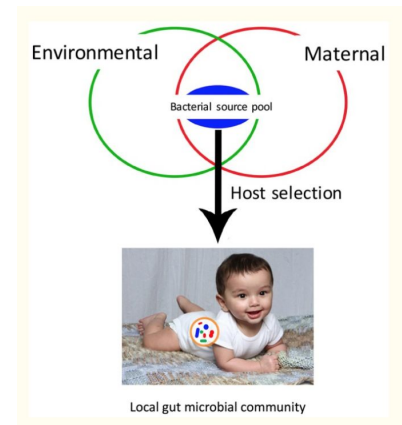 Environmental
Maternal
Bacterial source pool
Host selection
Local gut microbial community